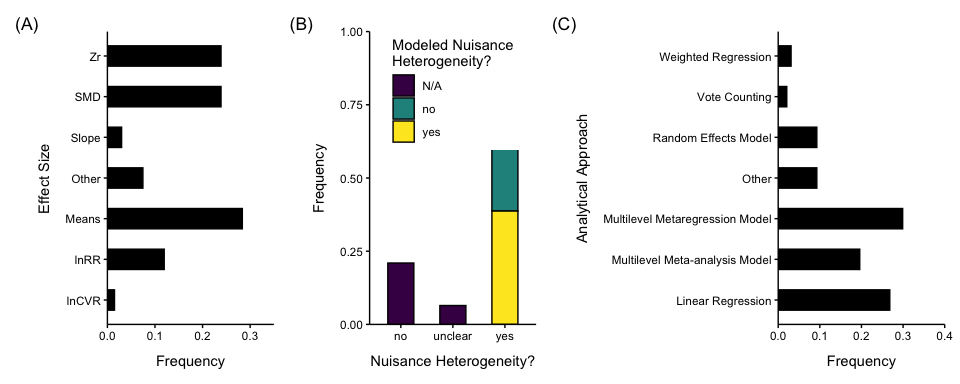 (A)
Effect Size
Zr
SMD
Slope
Other
Means
lnRR
lnCVR
0.0 0.1 0.2 0.3
Frequency
(B)
Frequency
1.00
0.75
0.50
0.25
0.00
Modeled Nuisance
Heterogeneity?
N/A
no
yes
no unclear yes
Nuisance Heterogeneity?
(C)
Analytical Approach
Weighted Regression
Vote Counting
Random Effects Model
Other
Multilevel Metaregression Model
Multilevel Meta-analysis Model
Linear Regression
0.0 0.1 0.2 0.3 0.4
Frequency